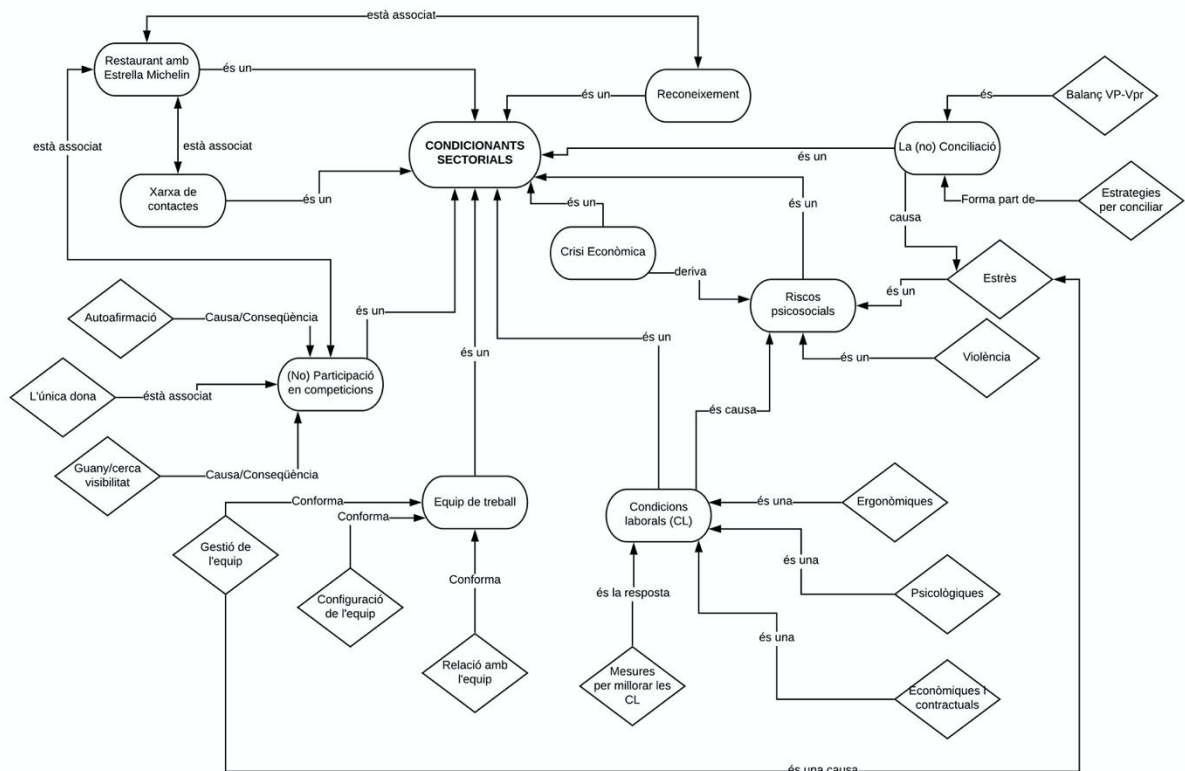 està associat
Restaurant amb
Estrella Michelin
és un
Reconeixement
és un
Balanç VP-Vpr
és
està associat
està associat
CONDICIONANTS
SECTORIALS
La (no) Conciliació
és un
Xarxa de
contactes
és un
Forma part de
Estrategies
per conciliar
és un
és un
causa
Crisi Econòmica
deriva
Riscos
psicosocials
és un
Estrès
Autoafirmació
Causa/Conseqüència
és un
és un
és un
Violència
(No) Participació
en competicions
és un
L'única dona
éstà associat
és causa
Guany/cerca
visibilitat
Causa/Conseqüència
Conforma
Equip de treball
Conforma
Condicions
laborals (CL)
és una
Ergonòmiques
Gestió de
l'equip
és una
Conforma
és la resposta
Configuració
de l'equip
Psicològiques
és una
Relació amb
l'equip
Mesures
per millorar les
CL
Econòmiques i
contractuals
és una causa